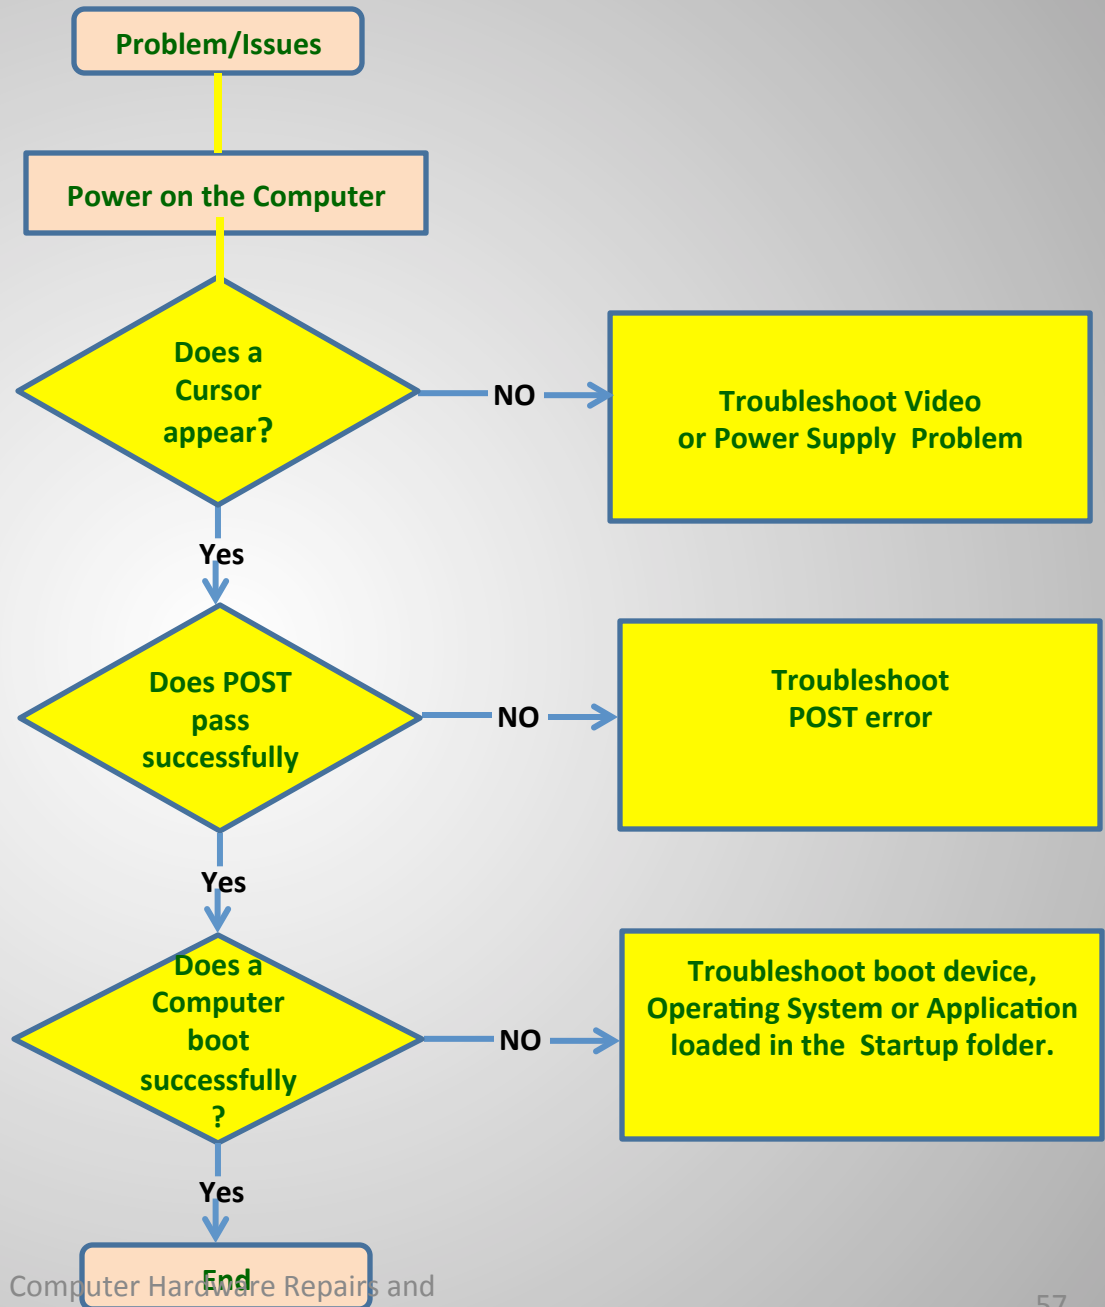 Problem/Issues
Power on the Computer
Does a
Cursor
appear?
NO
Troubleshoot Video
or Power Supply Problem
Yes
Does POST
pass
successfully
NO
Troubleshoot
POST error
Yes
Does a
Computer
boot
successfully
?
NO
Troubleshoot boot device,
Operating System or Application
loaded in the Startup folder.
Yes
End
Computer Hardware Repairs and
57